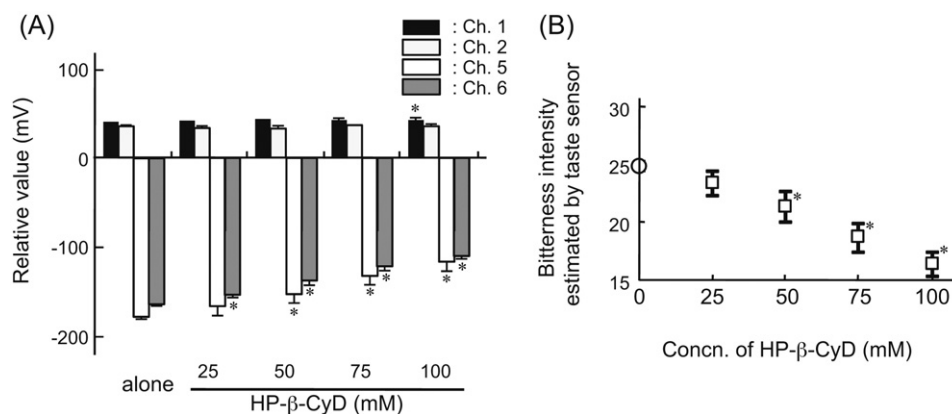 (A)
: Ch. 1
: Ch. 2
: Ch. 5
: Ch. 6
Relative value (mV)
100
0
-100
-200
*
* * * * * * *
alone 25 50 75 100
HP-β-CyD (mM)
(B)
Bitterness intensity
estimated by taste sensor
30
25
20
15
*
*
*
0 25 50 75 100
Concn. of HP-β-CyD (mM)